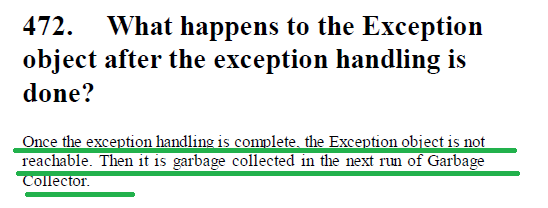 472. What happens to the Exception
object after the exception handling is
done?
Once the exception handling is complete, the Exception object is not
reachable. Then it is garbage collected in the next run of Garbage
Collector.